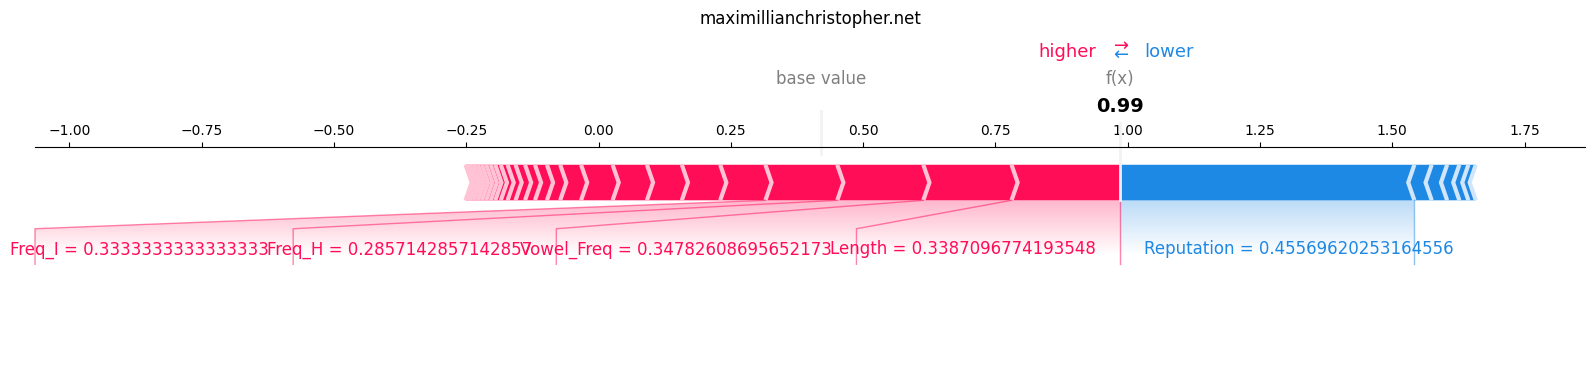 maximillianchristopher.net
higher ⇄ lower
base value f(x)
0.99
−1.00 −0.75 −0.50 −0.25 0.00 0.25 0.50 0.75 1.00 1.25 1.50 1.75
Freq_I = 0.3333333333333333 Freq_H = 0.2857142857142857 Vowel_Freq = 0.34782608695652173 Length = 0.3387096774193548 Reputation = 0.45569620253164556